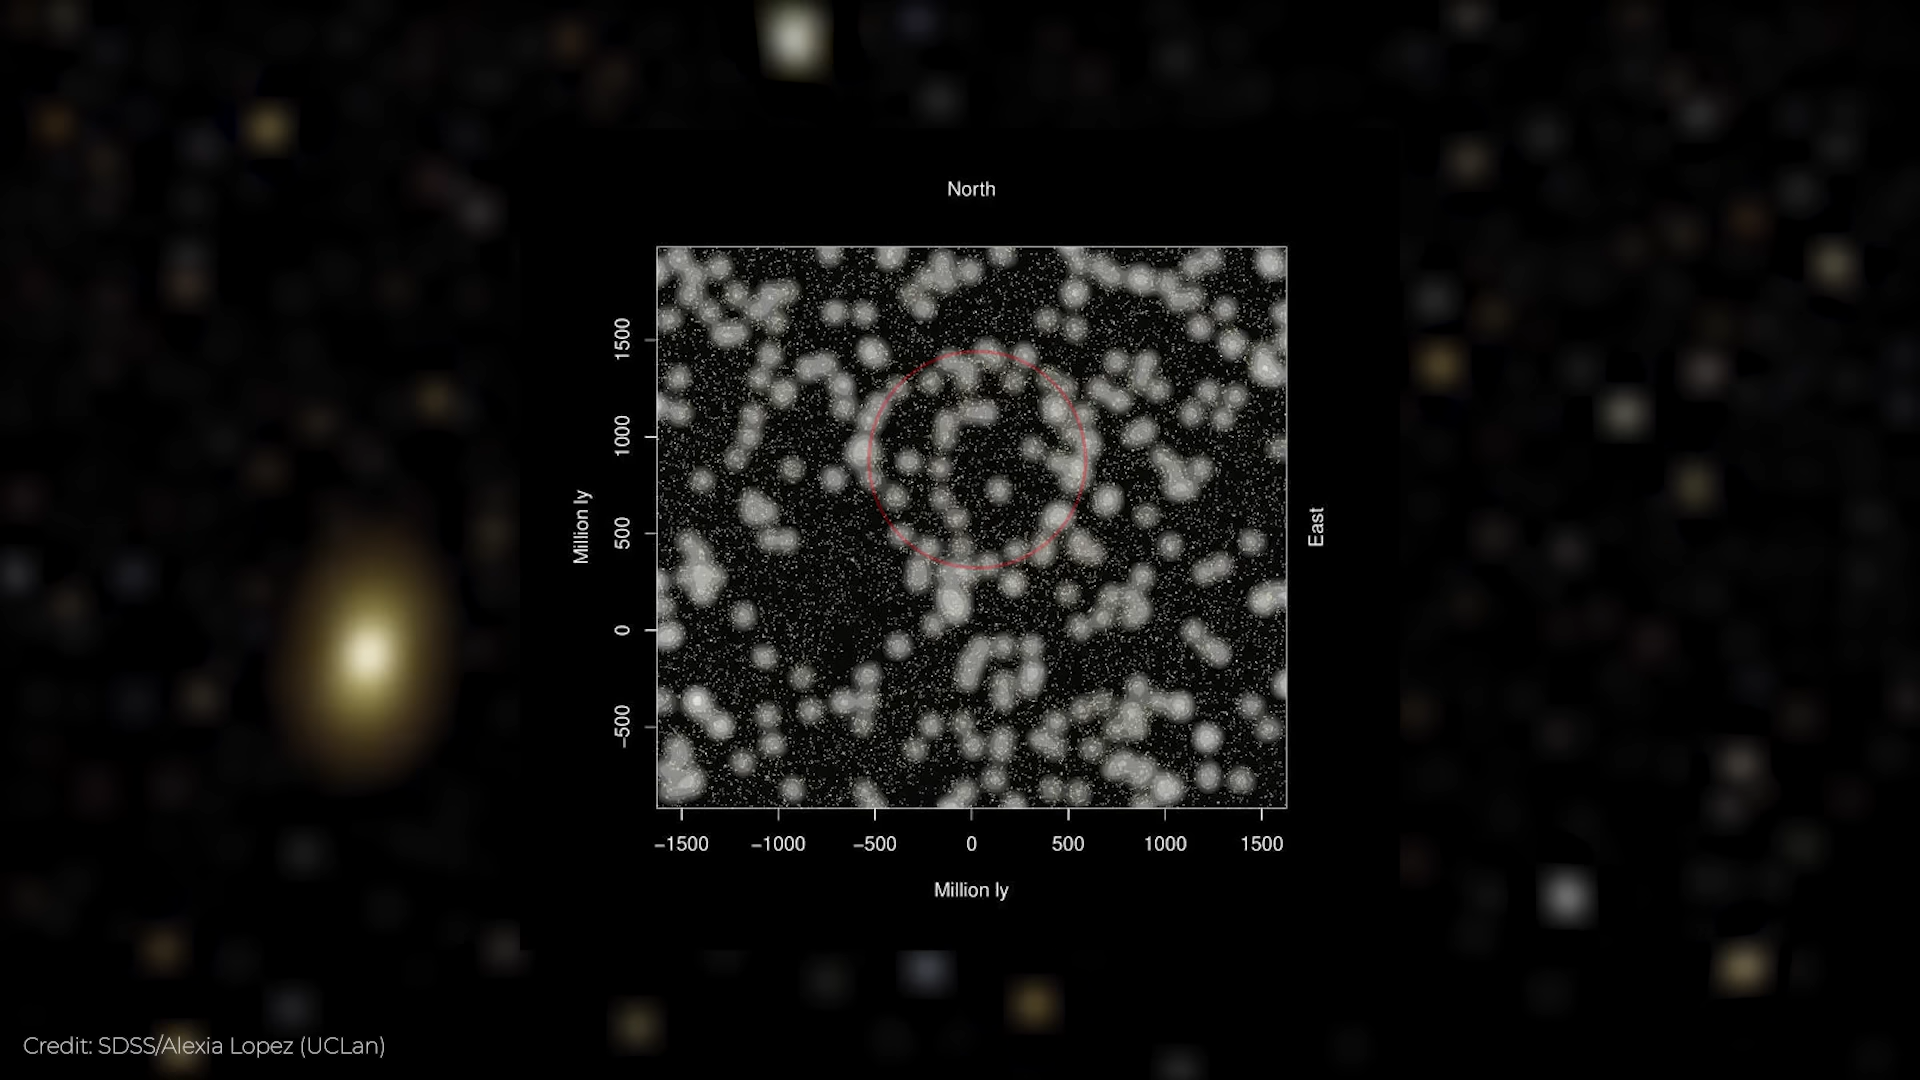 North
1500
1000
500
0
−500
Million ly
East
−1500 −1000 −500 0 500 1000 1500
Million ly
Credit: SDSS/Alexia Lopez (UCLan)